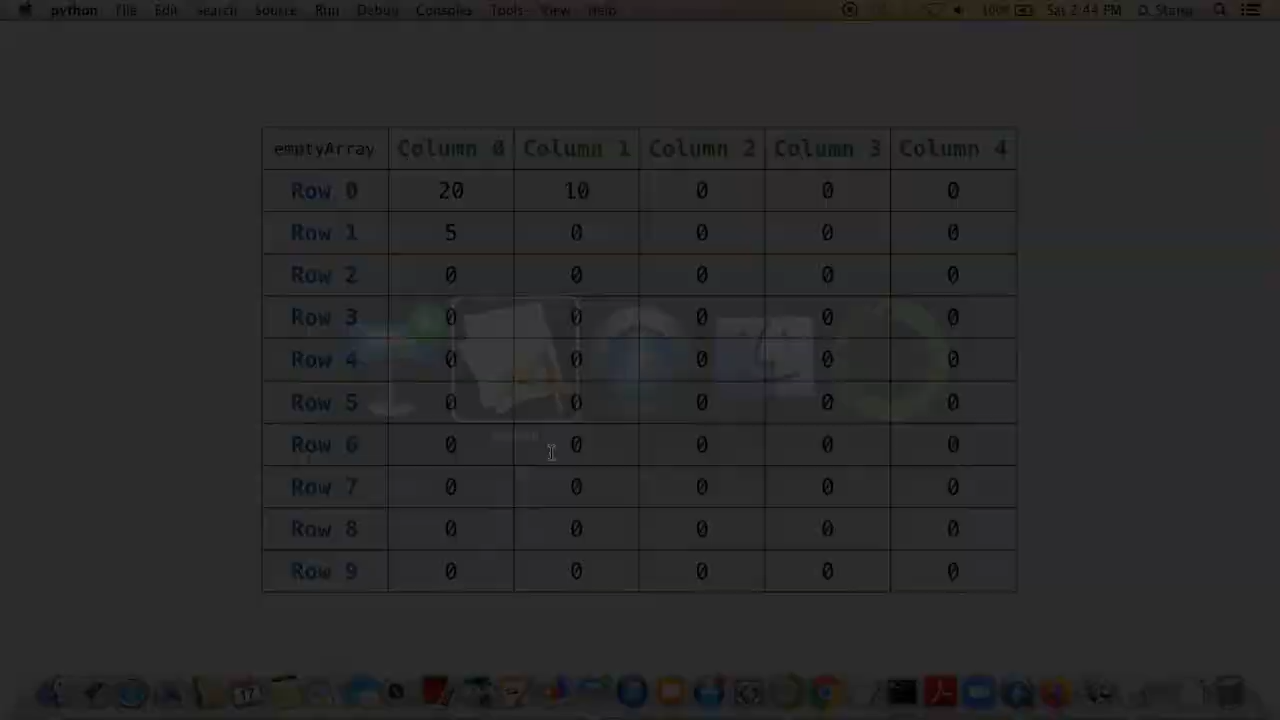 python File Edit Search Source Run Debug Consoles Tools View Help 100% Sat 2:44 PM
emptyArray Column 0 Column 1 Column 2 Column 3 Column 4
Row 0 20 10 0 0 0
Row 1 5 0 0 0 0
Row 2 0 0 0 0 0
Row 3 0 0 0 0 0
Row 4 0 0 0 0 0
Row 5 0 0 0 0 0
Row 6 0 0 0 0 0
Row 7 0 0 0 0 0
Row 8 0 0 0 0 0
Row 9 0 0 0 0 0
17